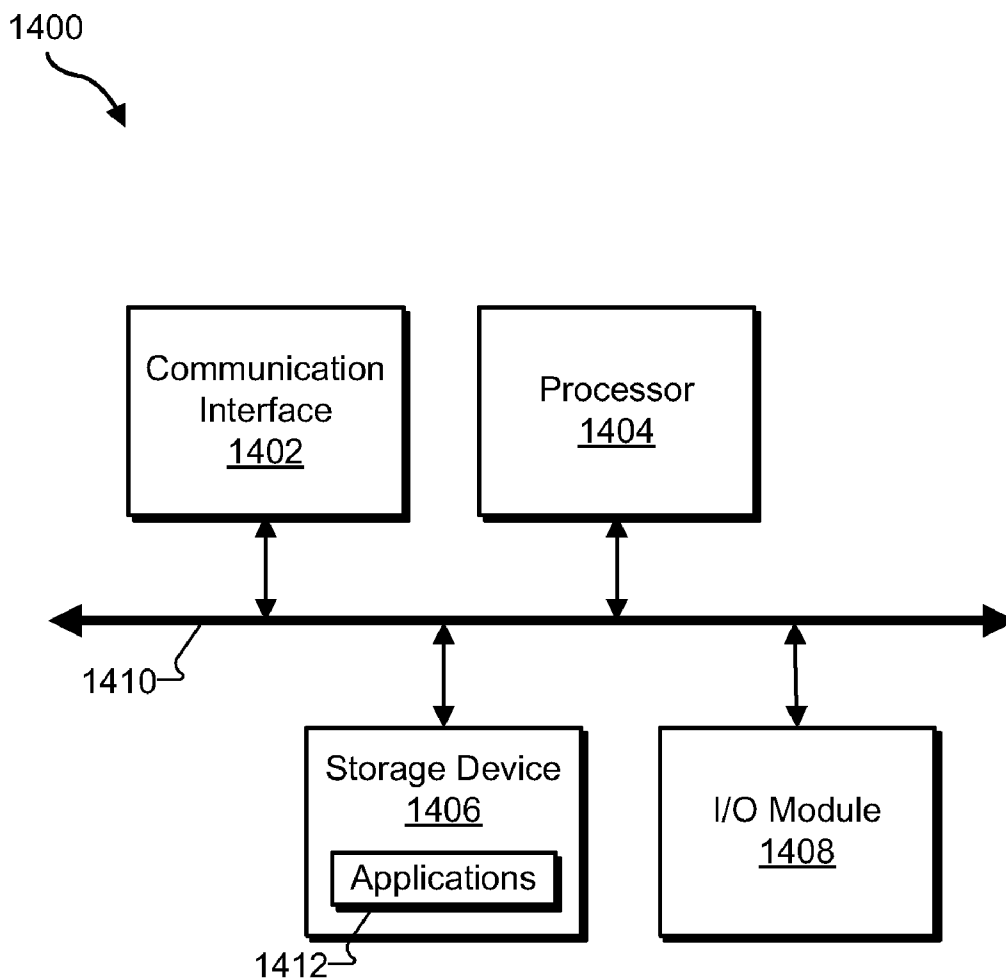 1400
Communication
Interface
1402
Processor
1404
1410
Storage Device
1406
Applications
1412
I/O Module
1408